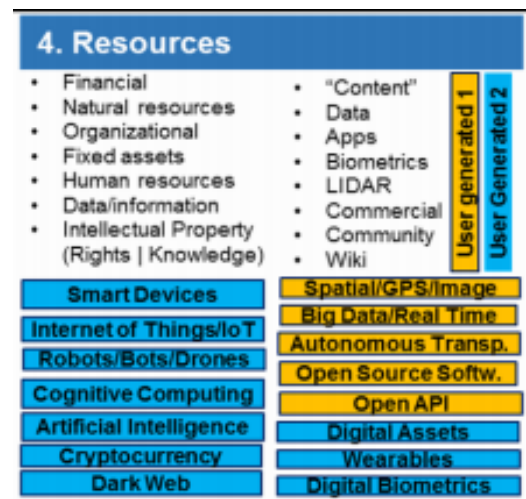 4. Resources
• Financial
• Natural resources
• Organizational
• Fixed assets
• Human resources
• Data/information
• Intellectual Property
(Rights | Knowledge)
• “Content”
• Data
• Apps
• Biometrics
• LIDAR
• Commercial
• Community
• Wiki
User generated 1
User Generated 2
Smart Devices
Internet of Things/IoT
Robots/Bots/Drones
Cognitive Computing
Artificial Intelligence
Cryptocurrency
Dark Web
Spatial/GPS/Image
Big Data/Real Time
Autonomous Transp.
Open Source Softw.
Open API
Digital Assets
Wearables
Digital Biometrics